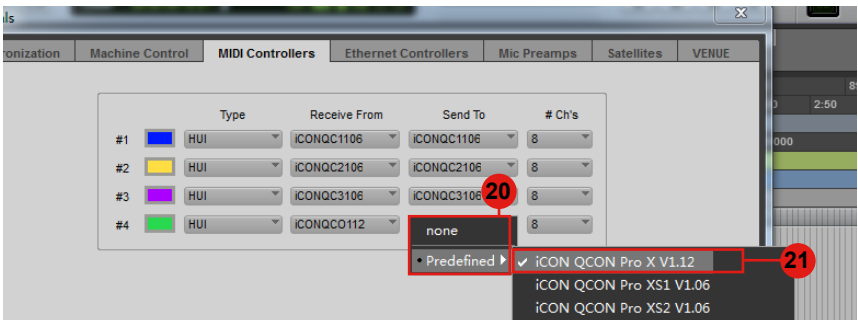 als
ronization Machine Control MIDI Controllers Ethernet Controllers Mic Preamps Satellites VENUE
Type Receive From Send To # Ch's
#1 HUI iCONQC1106 iCONQC1106 8
#2 HUI iCONQC2106 iCONQC2106 8
#3 HUI iCONQC3106 iCONQC3106 8
#4 HUI iCONQCO112 8
20
none
Predefined
✓ iCON QCON Pro X V1.12
21
iCON QCON Pro XS1 V1.06
iCON QCON Pro XS2 V1.06
2:50
000